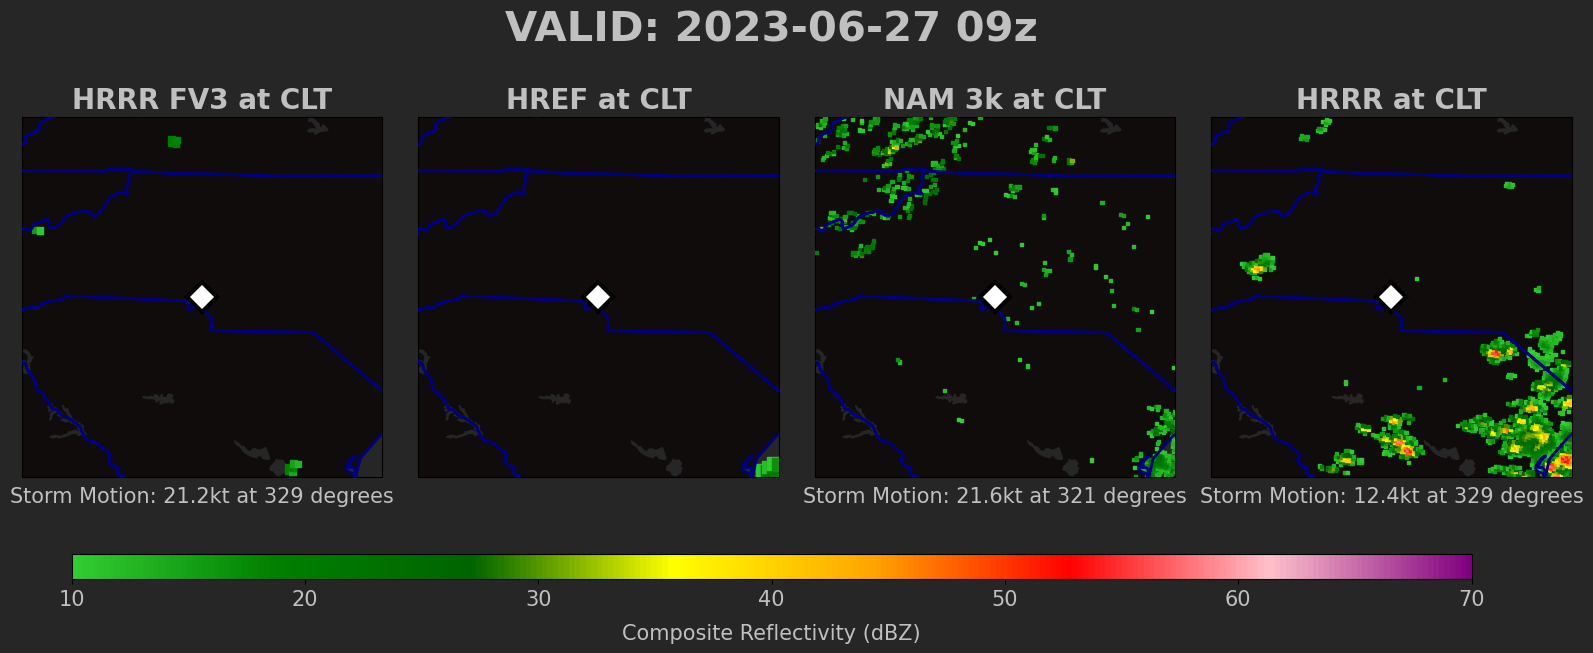 VALID: 2023-06-27 09z
HRRR FV3 at CLT
HREF at CLT
NAM 3k at CLT
HRRR at CLT
Storm Motion: 21.2kt at 329 degrees
Storm Motion: 21.6kt at 321 degrees
Storm Motion: 12.4kt at 329 degrees
10 20 30 40 50 60 70
Composite Reflectivity (dBZ)